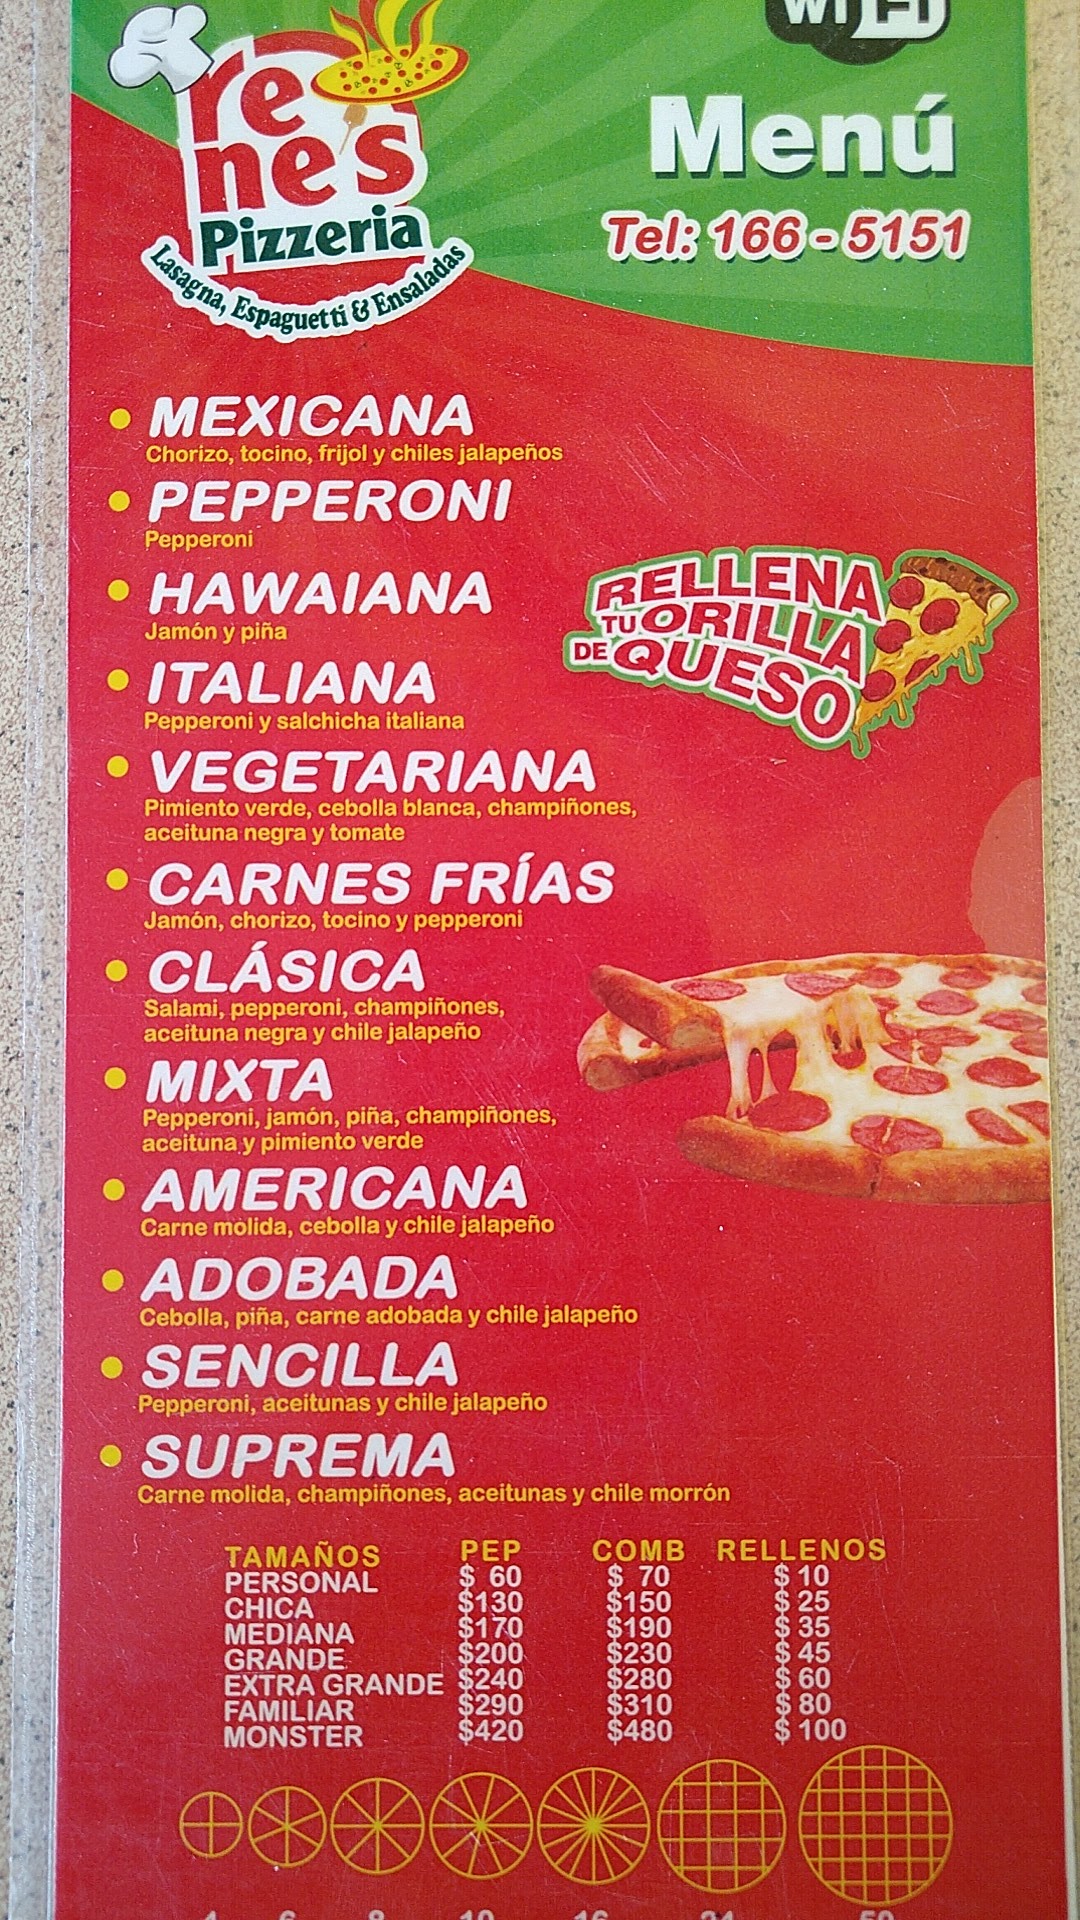 WI FI
rene's
Pizzeria
Lasagna, Espaguetti & Ensaladas
Menú
Tel: 166 - 5151
MEXICANA
Chorizo, tocino, frijol y chiles jalapeños
PEPPERONI
Pepperoni
HAWAIANA
Jamón y piña
RELLENA
TU ORILLA
DE QUESO
ITALIANA
Pepperoni y salchicha italiana
VEGETARIANA
Pimiento verde, cebolla blanca, champiñones,
aceituna negra y tomate
CARNES FRÍAS
Jamón, chorizo, tocino y pepperoni
CLÁSICA
Salami, pepperoni, champiñones,
aceituna negra y chile jalapeño
MIXTA
Pepperoni, jamón, piña, champiñones,
aceituna y pimiento verde
AMERICANA
Carne molida, cebolla y chile jalapeño
ADOBADA
Cebolla, piña, carne adobada y chile jalapeño
SENCILLA
Pepperoni, aceitunas y chile jalapeño
SUPREMA
Carne molida, champiñones, aceitunas y chile morrón
TAMAÑOS PEP COMB RELLENOS
PERSONAL $ 60 $ 70 $ 10
CHICA $130 $150 $ 25
MEDIANA $170 $190 $ 35
GRANDE $200 $230 $ 45
EXTRA GRANDE $240 $280 $ 60
FAMILIAR $290 $310 $ 80
MONSTER $420 $480 $ 100